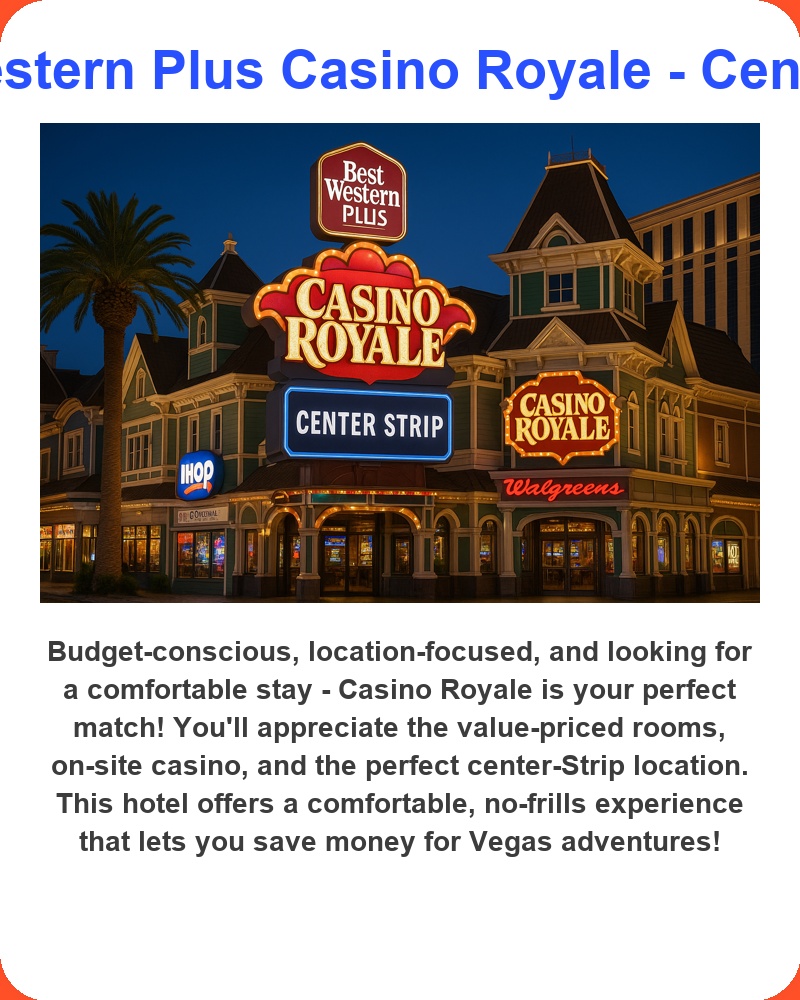 estern Plus Casino Royale - Cen
Best
Western
PLUS
CASINO
ROYALE
CENTER STRIP
CASINO
ROYALE
IHOP
Walgreens
Budget-conscious, location-focused, and looking for
a comfortable stay - Casino Royale is your perfect
match! You'll appreciate the value-priced rooms,
on-site casino, and the perfect center-Strip location.
This hotel offers a comfortable, no-frills experience
that lets you save money for Vegas adventures!